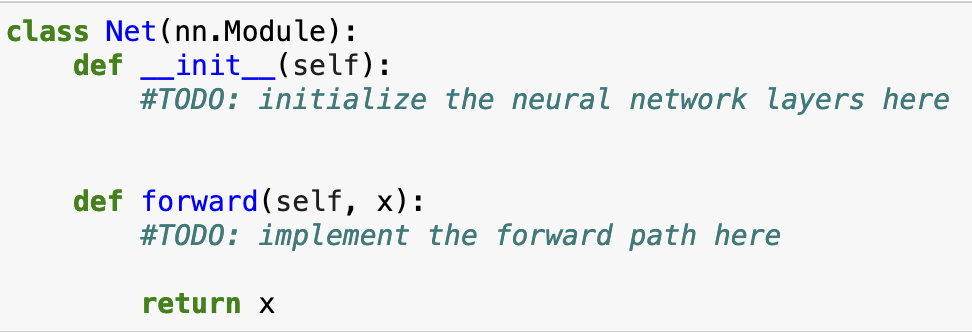 class Net(nn.Module):
    def __init__(self):
        #TODO: initialize the neural network layers here
    def forward(self, x):
        #TODO: implement the forward path here
        return x